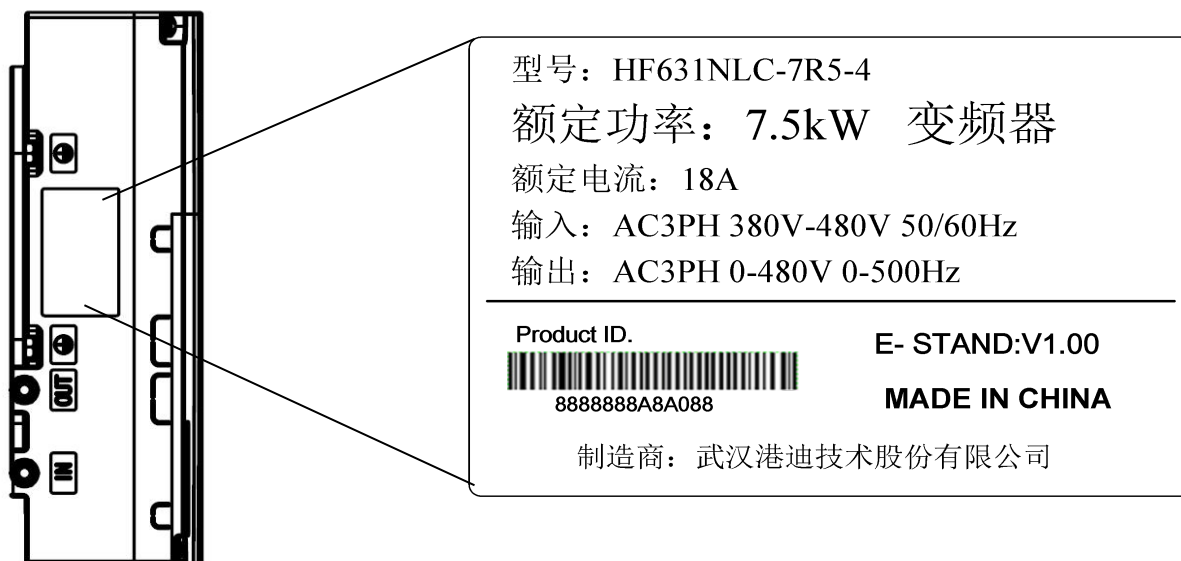 型号：HF631NLC-7R5-4
额定功率：7.5kW 变频器
额定电流：18A
输入：AC3PH 380V-480V 50/60Hz
输出：AC3PH 0-480V 0-500Hz
Product ID.
E- STAND:V1.00
8888888A8A088
MADE IN CHINA
制造商：武汉港迪技术股份有限公司
OUT
IN